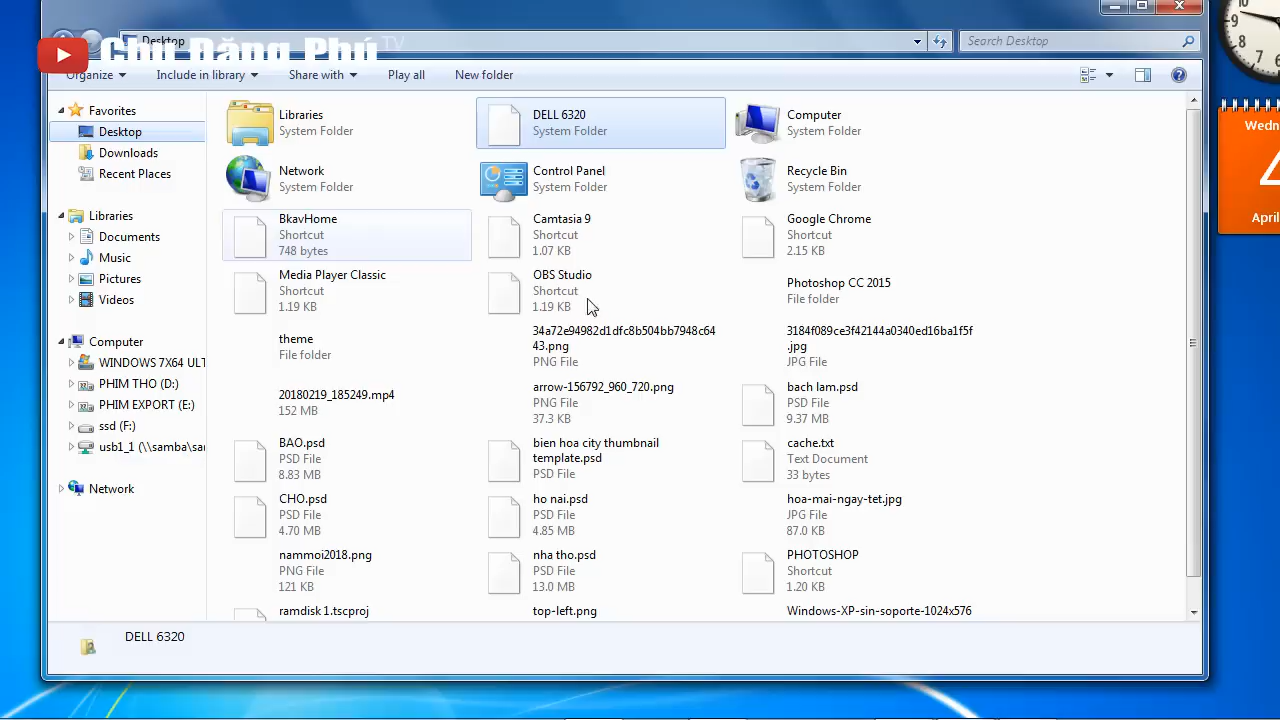 Chu Đăng Phú TV
Desktop
Search Desktop
Organize
Include in library
Share with
Play all
New folder
Favorites
Desktop
Downloads
Recent Places
Libraries
Documents
Music
Pictures
Videos
Computer
WINDOWS 7X64 ULT
PHIM THO (D:)
PHIM EXPORT (E:)
ssd (F:)
usb1_1 (\\samba\sar
Network
Libraries
System Folder
DELL 6320
System Folder
Computer
System Folder
Network
System Folder
Control Panel
System Folder
Recycle Bin
System Folder
BkavHome
Shortcut
748 bytes
Camtasia 9
Shortcut
1.07 KB
Google Chrome
Shortcut
2.15 KB
Media Player Classic
Shortcut
1.19 KB
OBS Studio
Shortcut
1.19 KB
Photoshop CC 2015
File folder
theme
File folder
34a72e94982d1dfc8b504bb7948c64
43.png
PNG File
3184f089ce3f42144a0340ed16ba1f5f
.jpg
JPG File
20180219_185249.mp4
152 MB
arrow-156792_960_720.png
PNG File
37.3 KB
bach lam.psd
PSD File
9.37 MB
BAO.psd
PSD File
8.83 MB
bien hoa city thumbnail
template.psd
PSD File
cache.txt
Text Document
33 bytes
CHO.psd
PSD File
4.70 MB
ho nai.psd
PSD File
4.85 MB
hoa-mai-ngay-tet.jpg
JPG File
87.0 KB
nammoi2018.png
PNG File
121 KB
nha tho.psd
PSD File
13.0 MB
PHOTOSHOP
Shortcut
1.20 KB
ramdisk 1.tscproj
top-left.png
Windows-XP-sin-soporte-1024x576
DELL 6320
10
9
8
7
6
Wedn
4
April